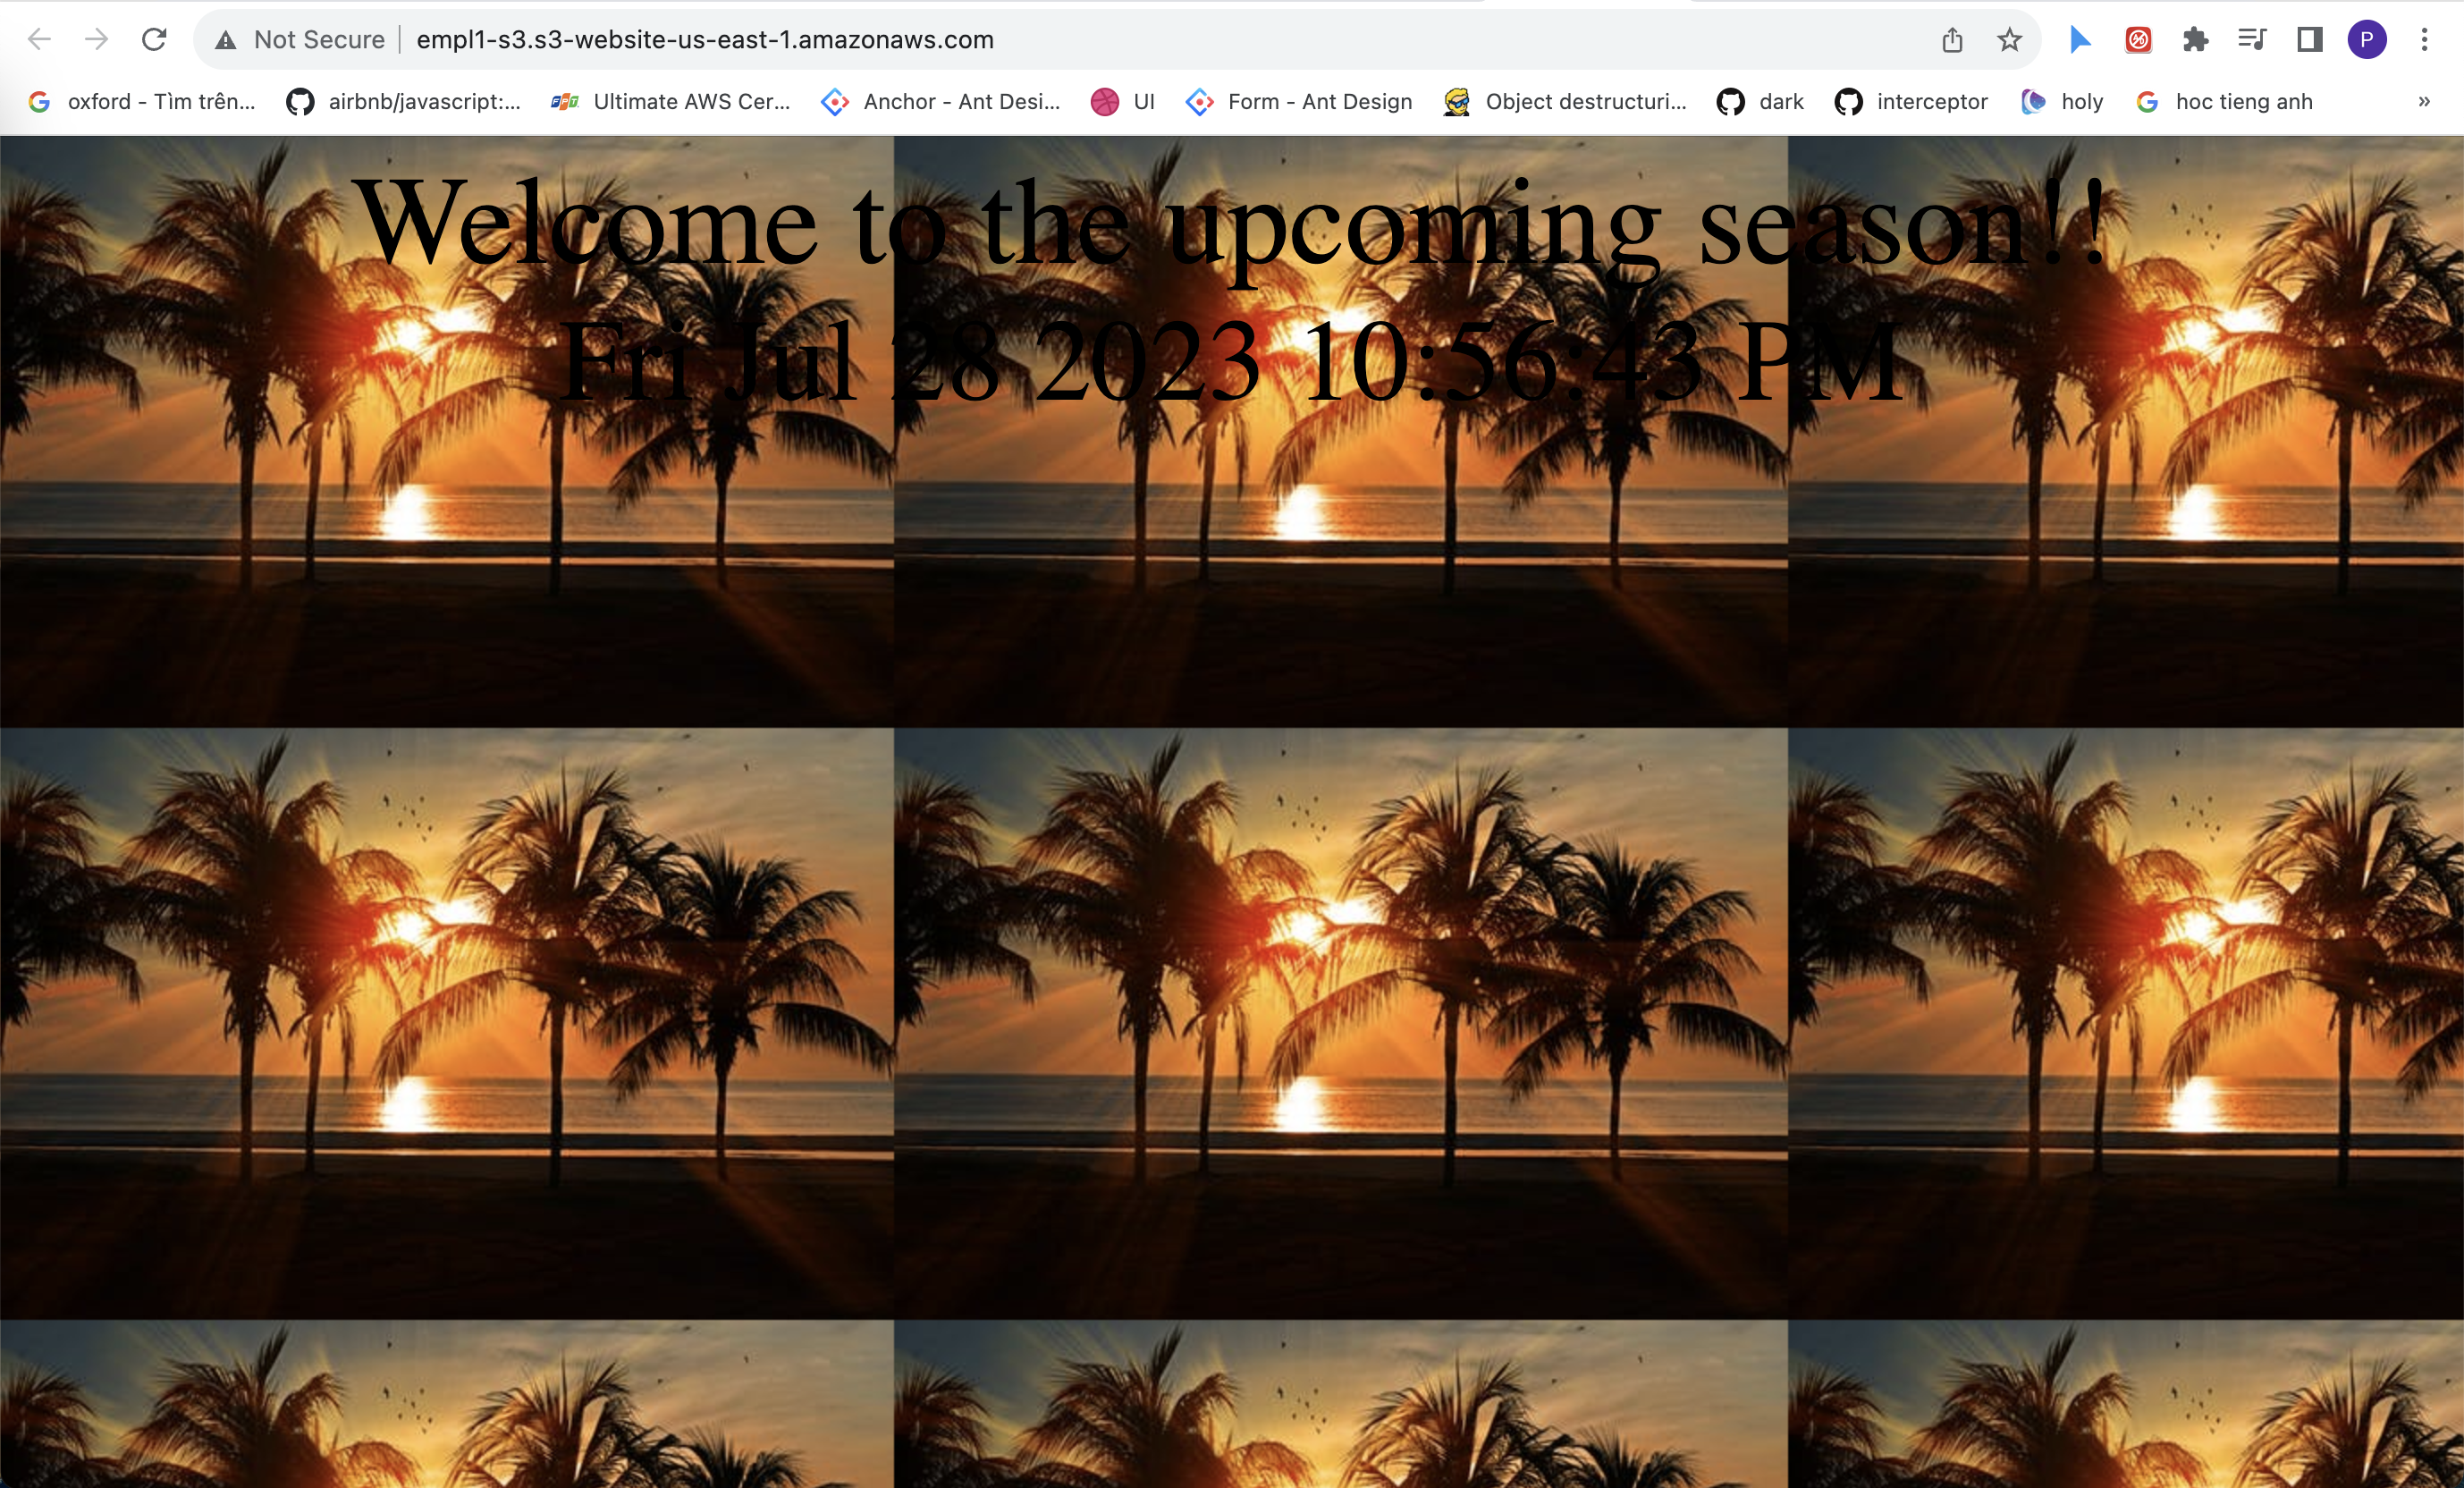 Not Secure empl1-s3.s3-website-us-east-1.amazonaws.com P
oxford - Tìm trên... airbnb/javascript:... FPT Ultimate AWS Cer... Anchor - Ant Desi... UI Form - Ant Design Object destructuri... dark interceptor holy hoc tieng anh »
Welcome to the upcoming season!!
Fri Jul 28 2023 10:56:43 PM